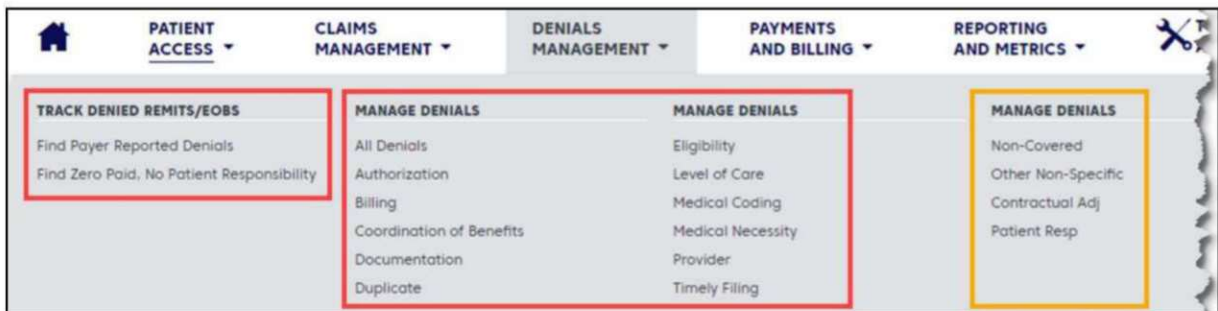 PATIENT
ACCESS
CLAIMS
MANAGEMENT
DENIALS
MANAGEMENT
PAYMENTS
AND BILLING
REPORTING
AND METRICS
TRACK DENIED REMITS/EOBS
Find Payer Reported Denials
Find Zero Paid, No Patient Responsibility
MANAGE DENIALS
All Denials
Authorization
Billing
Coordination of Benefits
Documentation
Duplicate
MANAGE DENIALS
Eligibility
Level of Care
Medical Coding
Medical Necessity
Provider
Timely Filing
MANAGE DENIALS
Non-Covered
Other Non-Specific
Contractual Adj
Patient Resp